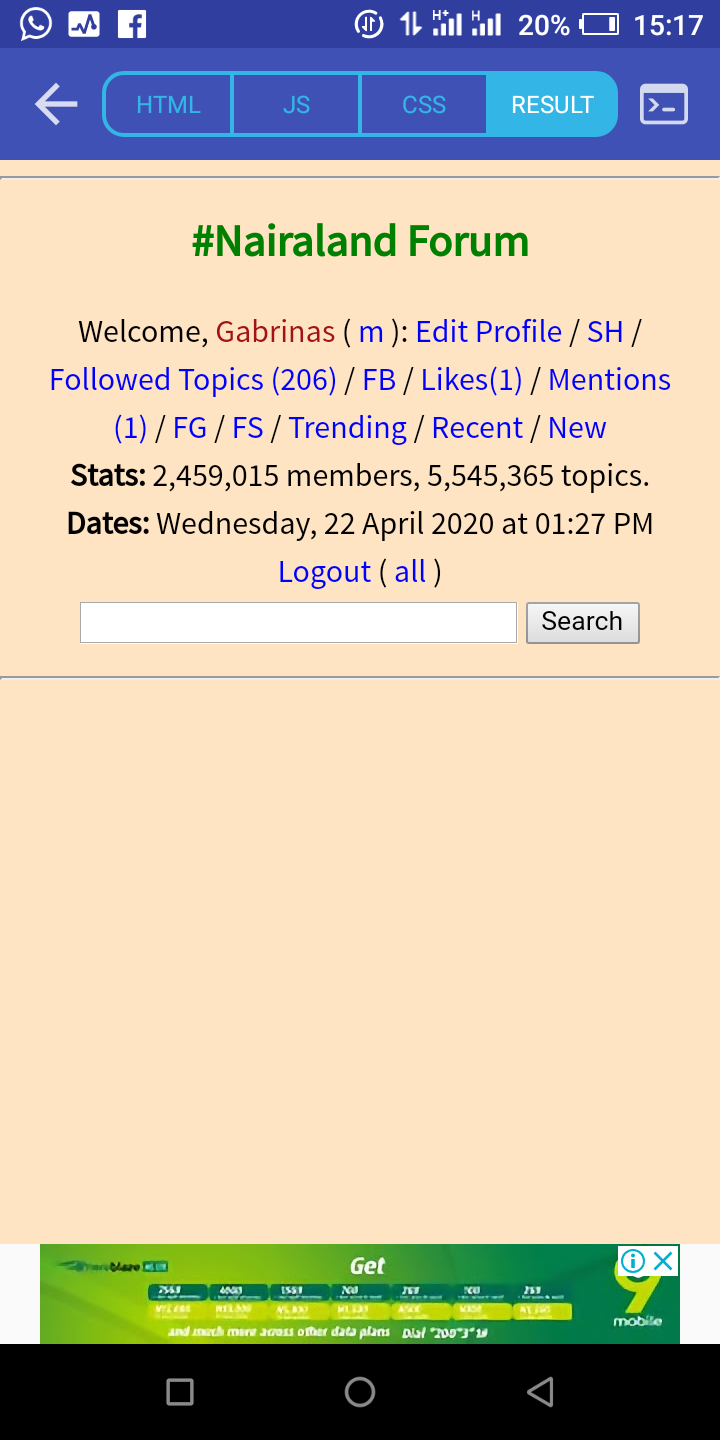 20% 15:17
HTML JS CSS RESULT
#Nairaland Forum
Welcome, Gabrinas ( m ): Edit Profile / SH /
Followed Topics (206) / FB / Likes(1) / Mentions
(1) / FG / FS / Trending / Recent / New
Stats: 2,459,015 members, 5,545,365 topics.
Dates: Wednesday, 22 April 2020 at 01:27 PM
Logout ( all )
Search
Get
and much more across other data plans
9
mobile